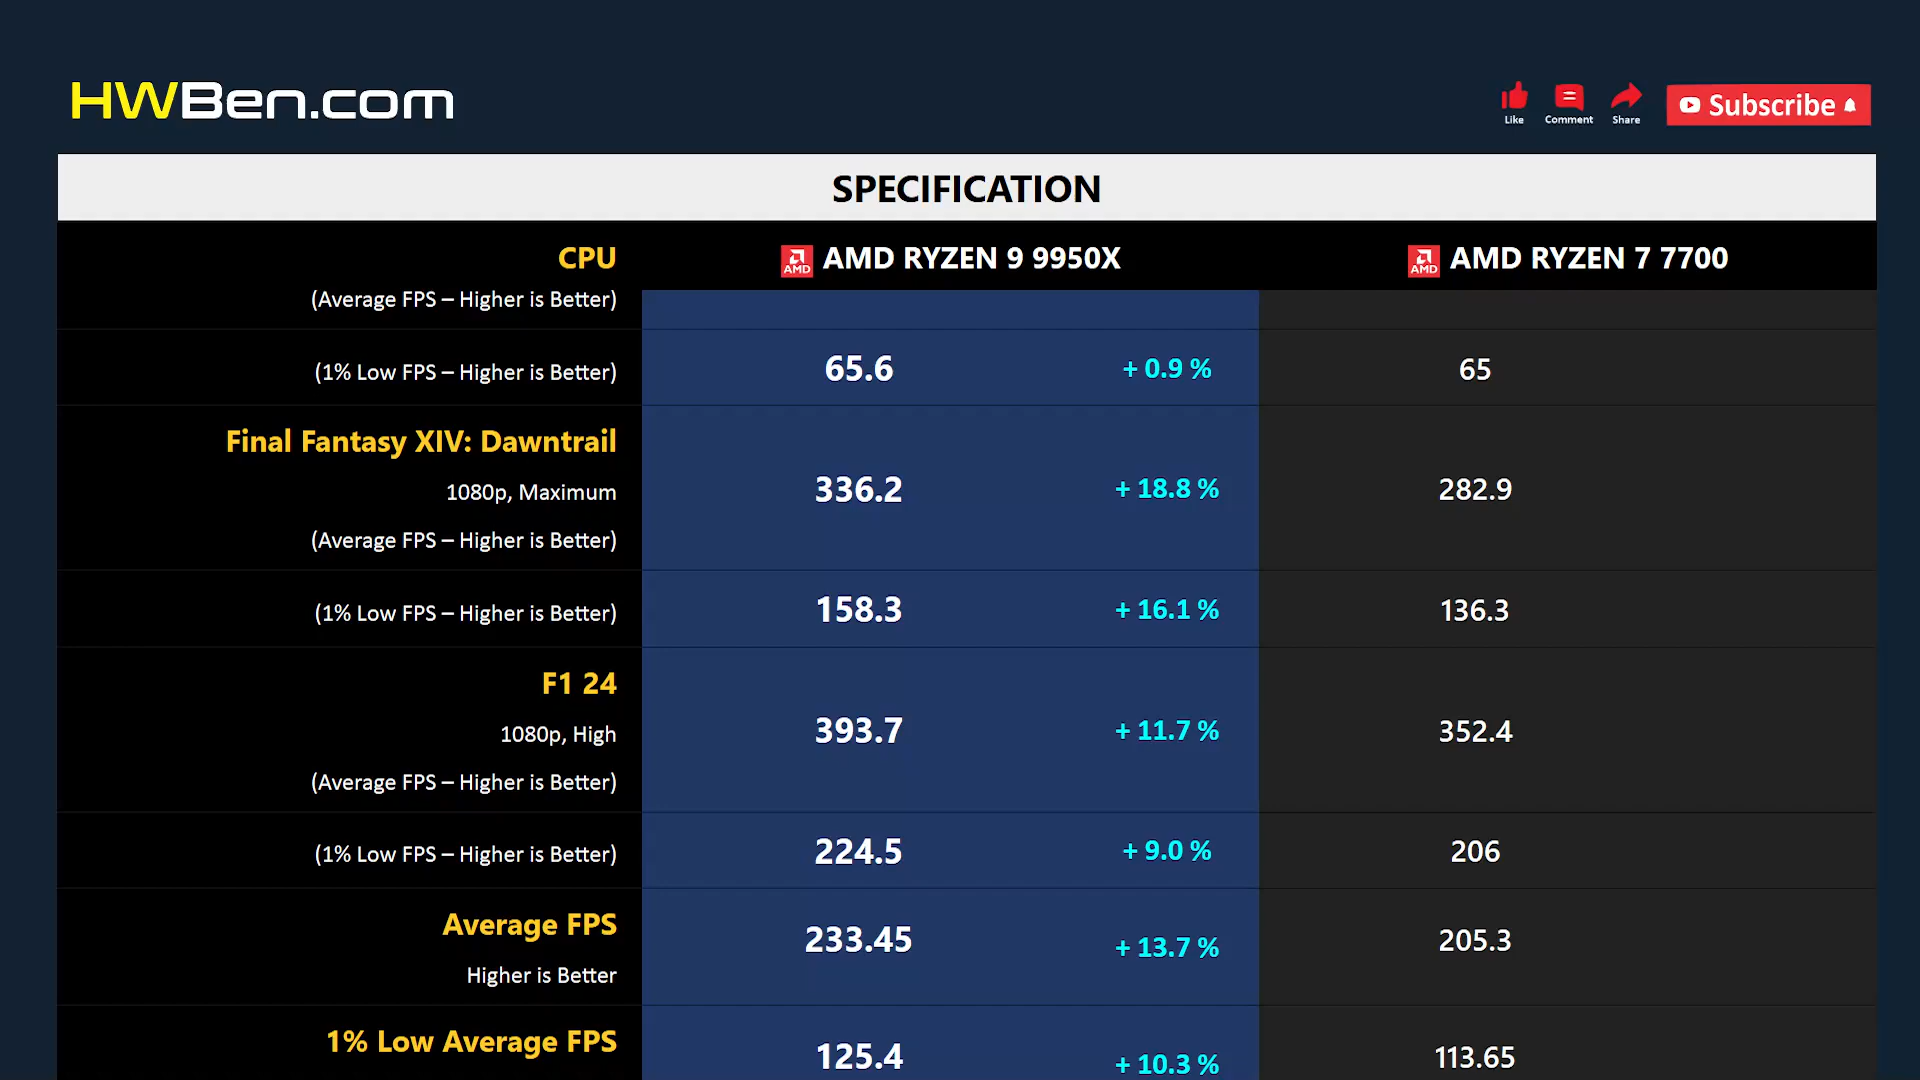 HWBen.com
Like Comment Share Subscribe
SPECIFICATION
CPU AMD AMD RYZEN 9 9950X AMD AMD RYZEN 7 7700
(Average FPS – Higher is Better)
(1% Low FPS – Higher is Better) 65.6 + 0.9 % 65
Final Fantasy XIV: Dawntrail
1080p, Maximum 336.2 + 18.8 % 282.9
(Average FPS – Higher is Better)
(1% Low FPS – Higher is Better) 158.3 + 16.1 % 136.3
F1 24
1080p, High 393.7 + 11.7 % 352.4
(Average FPS – Higher is Better)
(1% Low FPS – Higher is Better) 224.5 + 9.0 % 206
Average FPS 233.45 + 13.7 % 205.3
Higher is Better
1% Low Average FPS 125.4 + 10.3 % 113.65